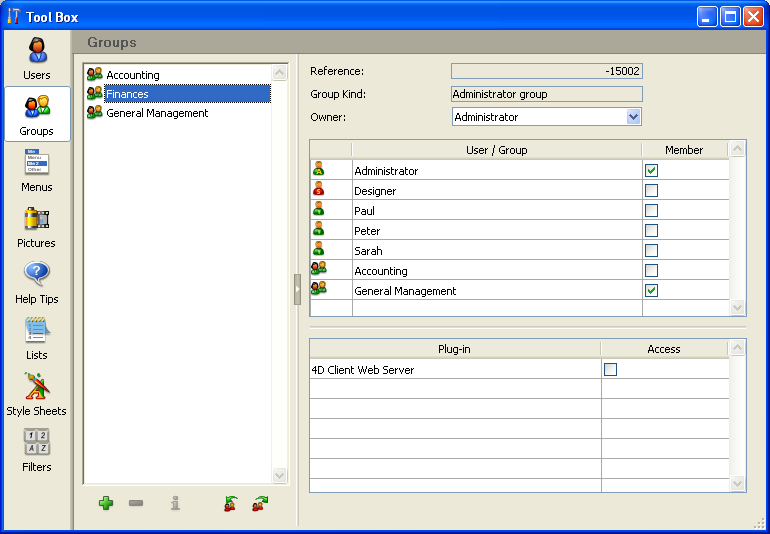 Tool Box
Users
Groups
Menus
Pictures
Help Tips
Lists
Style Sheets
Filters
Groups
Accounting
Finances
General Management
Reference: -15002
Group Kind: Administrator group
Owner: Administrator
User / Group Member
Administrator
Designer
Paul
Peter
Sarah
Accounting
General Management
Plug-in Access
4D Client Web Server